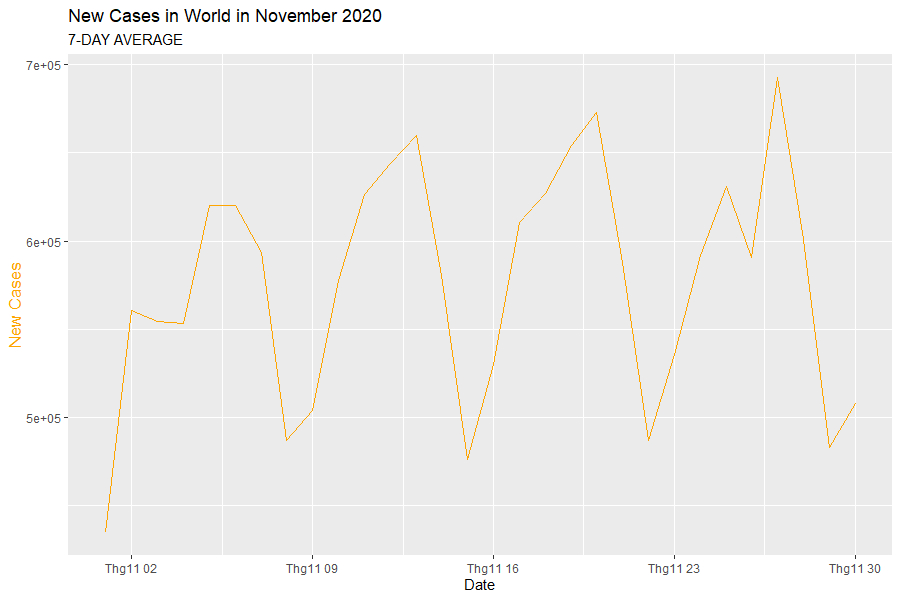 New Cases in World in November 2020
7-DAY AVERAGE
7e+05
6e+05
5e+05
New Cases
Thg11 02
Thg11 09
Thg11 16
Thg11 23
Thg11 30
Date